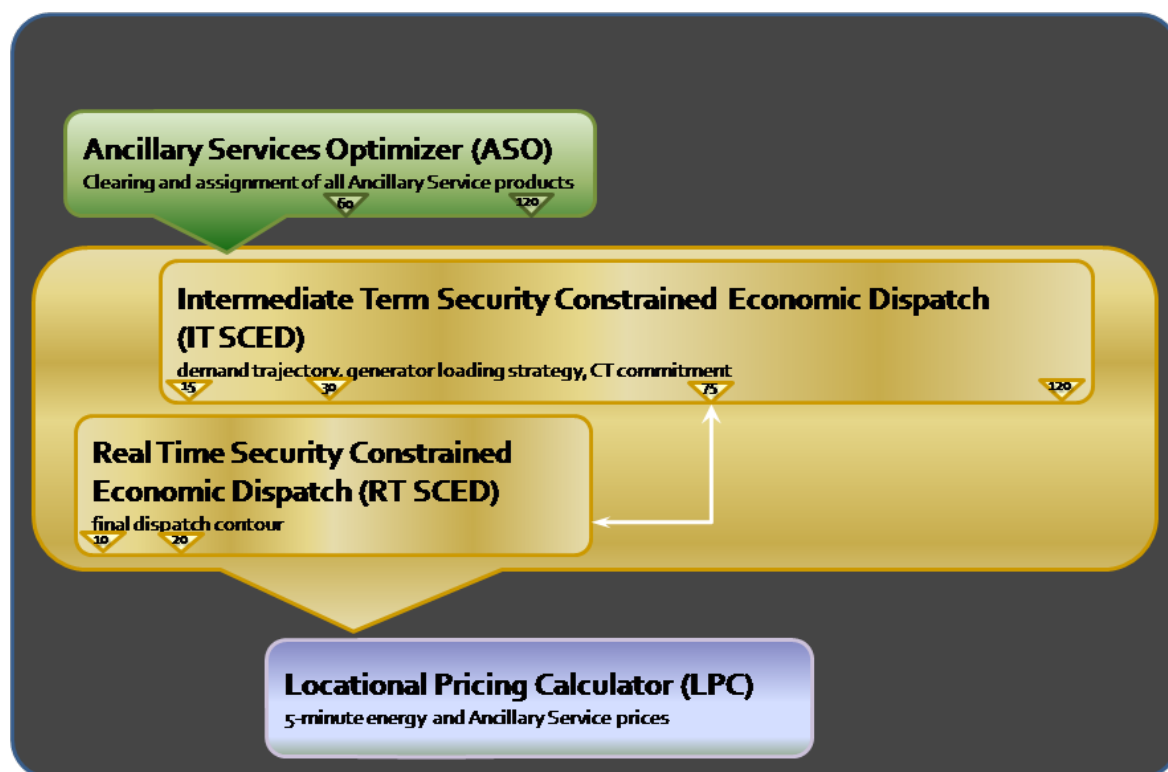 Ancillary Services Optimizer (ASO)
Clearing and assignment of all Ancillary Service products
60 120
Intermediate Term Security Constrained Economic Dispatch
(IT SCED)
demand trajectory, generator loading strategy, CT commitment
15 30 75 120
Real Time Security Constrained
Economic Dispatch (RT SCED)
final dispatch contour
10 20
Locational Pricing Calculator (LPC)
5-minute energy and Ancillary Service prices